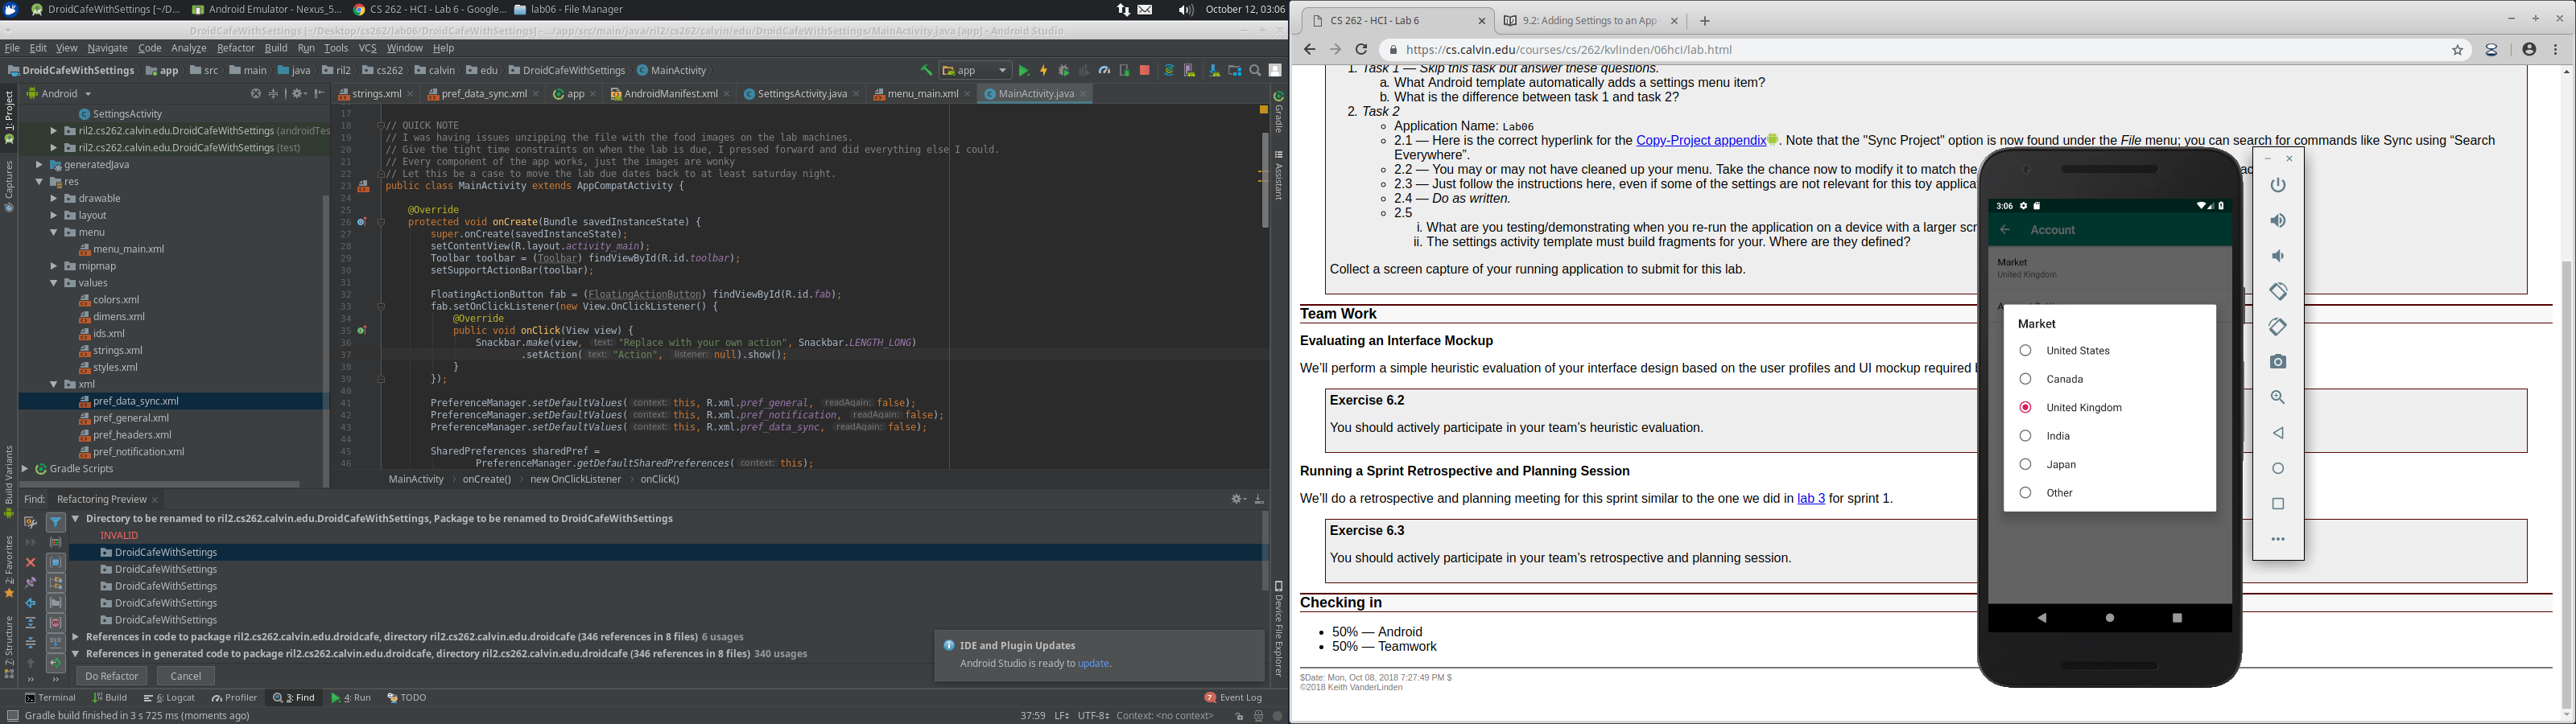 DroidCafeWithSettings [~/D...
Android Emulator - Nexus_5...
CS 262 - HCI - Lab 6 - Google...
lab06 - File Manager
October 12, 03:06
DroidCafeWithSettings [~/Desktop/cs262/lab06/DroidCafeWithSettings] - .../app/src/main/java/ril2/cs262/calvin/edu/DroidCafeWithSettings/MainActivity.java [app] - Android Studio
File Edit View Navigate Code Analyze Refactor Build Run Tools VCS Window Help
DroidCafeWithSettings app src main java ril2 cs262 calvin edu DroidCafeWithSettings MainActivity
app
Android
strings.xml pref_data_sync.xml app AndroidManifest.xml SettingsActivity.java menu_main.xml MainActivity.java
1: Project
Captures
Build Variants
2: Favorites
7: Structure
SettingsActivity
ril2.cs262.calvin.edu.DroidCafeWithSettings (androidTes
ril2.cs262.calvin.edu.DroidCafeWithSettings (test)
generatedJava
res
drawable
layout
menu
menu_main.xml
mipmap
values
colors.xml
dimens.xml
ids.xml
strings.xml
styles.xml
xml
pref_data_sync.xml
pref_general.xml
pref_headers.xml
pref_notification.xml
Gradle Scripts
17
18 // QUICK NOTE
19 // I was having issues unzipping the file with the food images on the lab machines.
20 // Give the tight time constraints on when the lab is due, I pressed forward and did everything else I could.
21 // Every component of the app works, just the images are wonky
22 // Let this be a case to move the lab due dates back to at least saturday night.
23 public class MainActivity extends AppCompatActivity {
24
25 @Override
26 protected void onCreate(Bundle savedInstanceState) {
27 super.onCreate(savedInstanceState);
28 setContentView(R.layout.activity_main);
29 Toolbar toolbar = (Toolbar) findViewById(R.id.toolbar);
30 setSupportActionBar(toolbar);
31
32 FloatingActionButton fab = (FloatingActionButton) findViewById(R.id.fab);
33 fab.setOnClickListener(new View.OnClickListener() {
34 @Override
35 public void onClick(View view) {
36 Snackbar.make(view, text: "Replace with your own action", Snackbar.LENGTH_LONG)
37 .setAction( text: "Action", listener: null).show();
38 }
39 });
40
41 PreferenceManager.setDefaultValues( context: this, R.xml.pref_general, readAgain: false);
42 PreferenceManager.setDefaultValues( context: this, R.xml.pref_notification, readAgain: false);
43 PreferenceManager.setDefaultValues( context: this, R.xml.pref_data_sync, readAgain: false);
44
45 SharedPreferences sharedPref =
46 PreferenceManager.getDefaultSharedPreferences( context: this);
MainActivity onCreate() new OnClickListener onClick()
Gradle
Assistant
Device File Explorer
Find: Refactoring Preview
Directory to be renamed to ril2.cs262.calvin.edu.DroidCafeWithSettings, Package to be renamed to DroidCafeWithSettings
INVALID
DroidCafeWithSettings
DroidCafeWithSettings
DroidCafeWithSettings
DroidCafeWithSettings
DroidCafeWithSettings
References in code to package ril2.cs262.calvin.edu.droidcafe, directory ril2.cs262.calvin.edu.droidcafe (346 references in 8 files) 6 usages
References in generated code to package ril2.cs262.calvin.edu.droidcafe, directory ril2.cs262.calvin.edu.droidcafe (346 references in 8 files) 340 usages
Do Refactor Cancel
IDE and Plugin Updates
Android Studio is ready to update.
Terminal Build 6: Logcat Profiler 3: Find 4: Run TODO
7 Event Log
Gradle build finished in 3 s 725 ms (moments ago)
37:59 LF UTF-8 Context: <no context>
CS 262 - HCI - Lab 6
9.2: Adding Settings to an App
https://cs.calvin.edu/courses/cs/262/kvlinden/06hci/lab.html
1. Task 1 — Skip this task but answer these questions.
a. What Android template automatically adds a settings menu item?
b. What is the difference between task 1 and task 2?
2. Task 2
Application Name: Lab06
2.1 — Here is the correct hyperlink for the Copy-Project appendix. Note that the "Sync Project" option is now found under the File menu; you can search for commands like Sync using “Search
Everywhere”.
2.2 — You may or may not have cleaned up your menu. Take the chance now to modify it to match the
2.3 — Just follow the instructions here, even if some of the settings are not relevant for this toy applica
2.4 — Do as written.
2.5
i. What are you testing/demonstrating when you re-run the application on a device with a larger scr
ii. The settings activity template must build fragments for your. Where are they defined?
Collect a screen capture of your running application to submit for this lab.
Team Work
Evaluating an Interface Mockup
We’ll perform a simple heuristic evaluation of your interface design based on the user profiles and UI mockup required
Exercise 6.2
You should actively participate in your team’s heuristic evaluation.
Running a Sprint Retrospective and Planning Session
We’ll do a retrospective and planning meeting for this sprint similar to the one we did in lab 3 for sprint 1.
Exercise 6.3
You should actively participate in your team’s retrospective and planning session.
Checking in
50% — Android
50% — Teamwork
$Date: Mon, Oct 08, 2018 7:27:49 PM $
©2018 Keith VanderLinden
3:06
Account
Market
United Kingdom
Market
United States
Canada
United Kingdom
India
Japan
Other